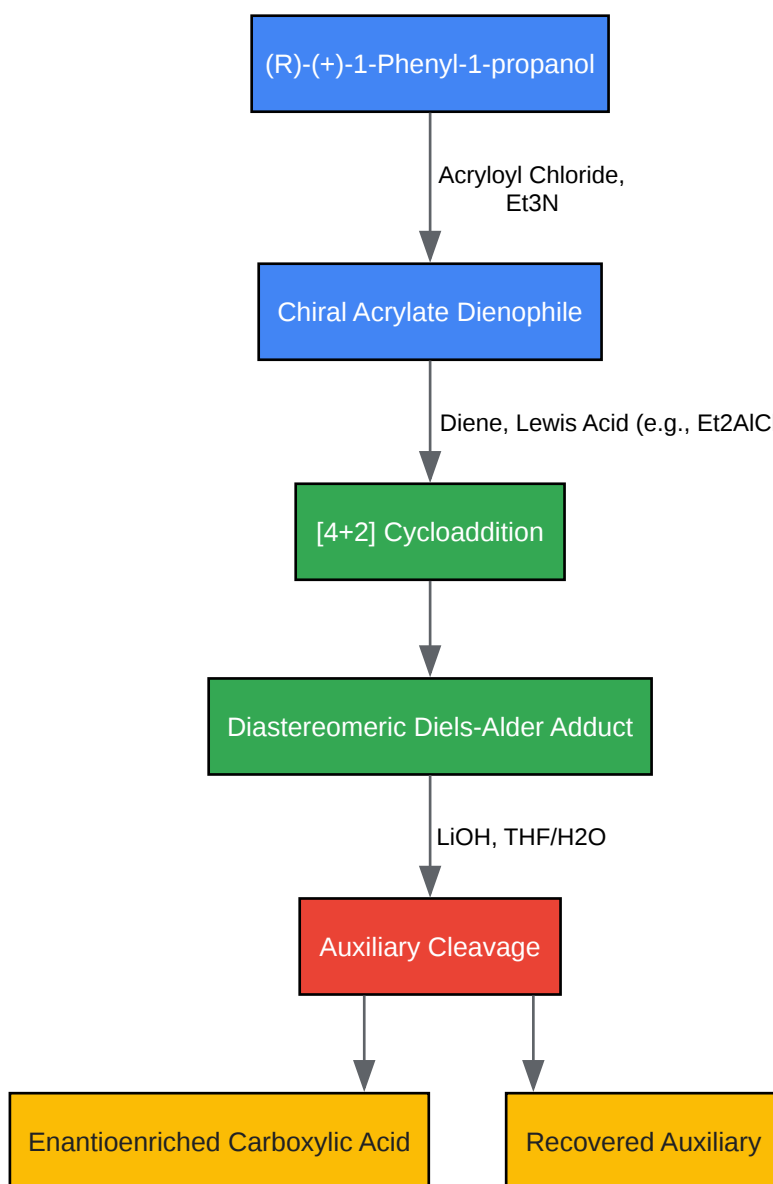 (R)-(+)-1-Phenyl-1-propanol
Acryloyl Chloride,
Et3N
Chiral Acrylate Dienophile
Diene, Lewis Acid (e.g., Et2AlC
[4+2] Cycloaddition
Diastereomeric Diels-Alder Adduct
LiOH, THF/H2O
Auxiliary Cleavage
Enantioenriched Carboxylic Acid
Recovered Auxiliary